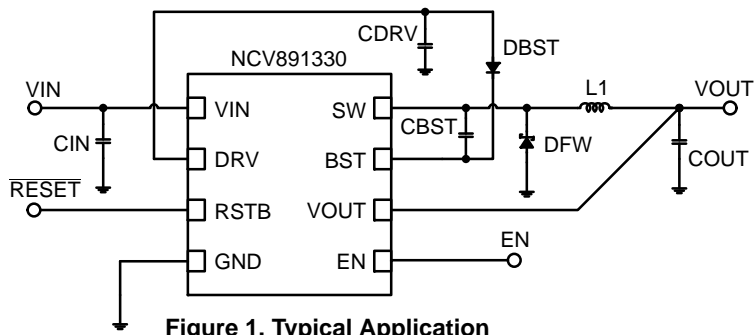 CDRV
DBST
NCV891330
VIN
L1
VOUT
VIN
SW
CBST
CIN
DRV
BST
DFW
COUT
RESET
RSTB
VOUT
GND
EN
EN
Figure 1. Typical Application